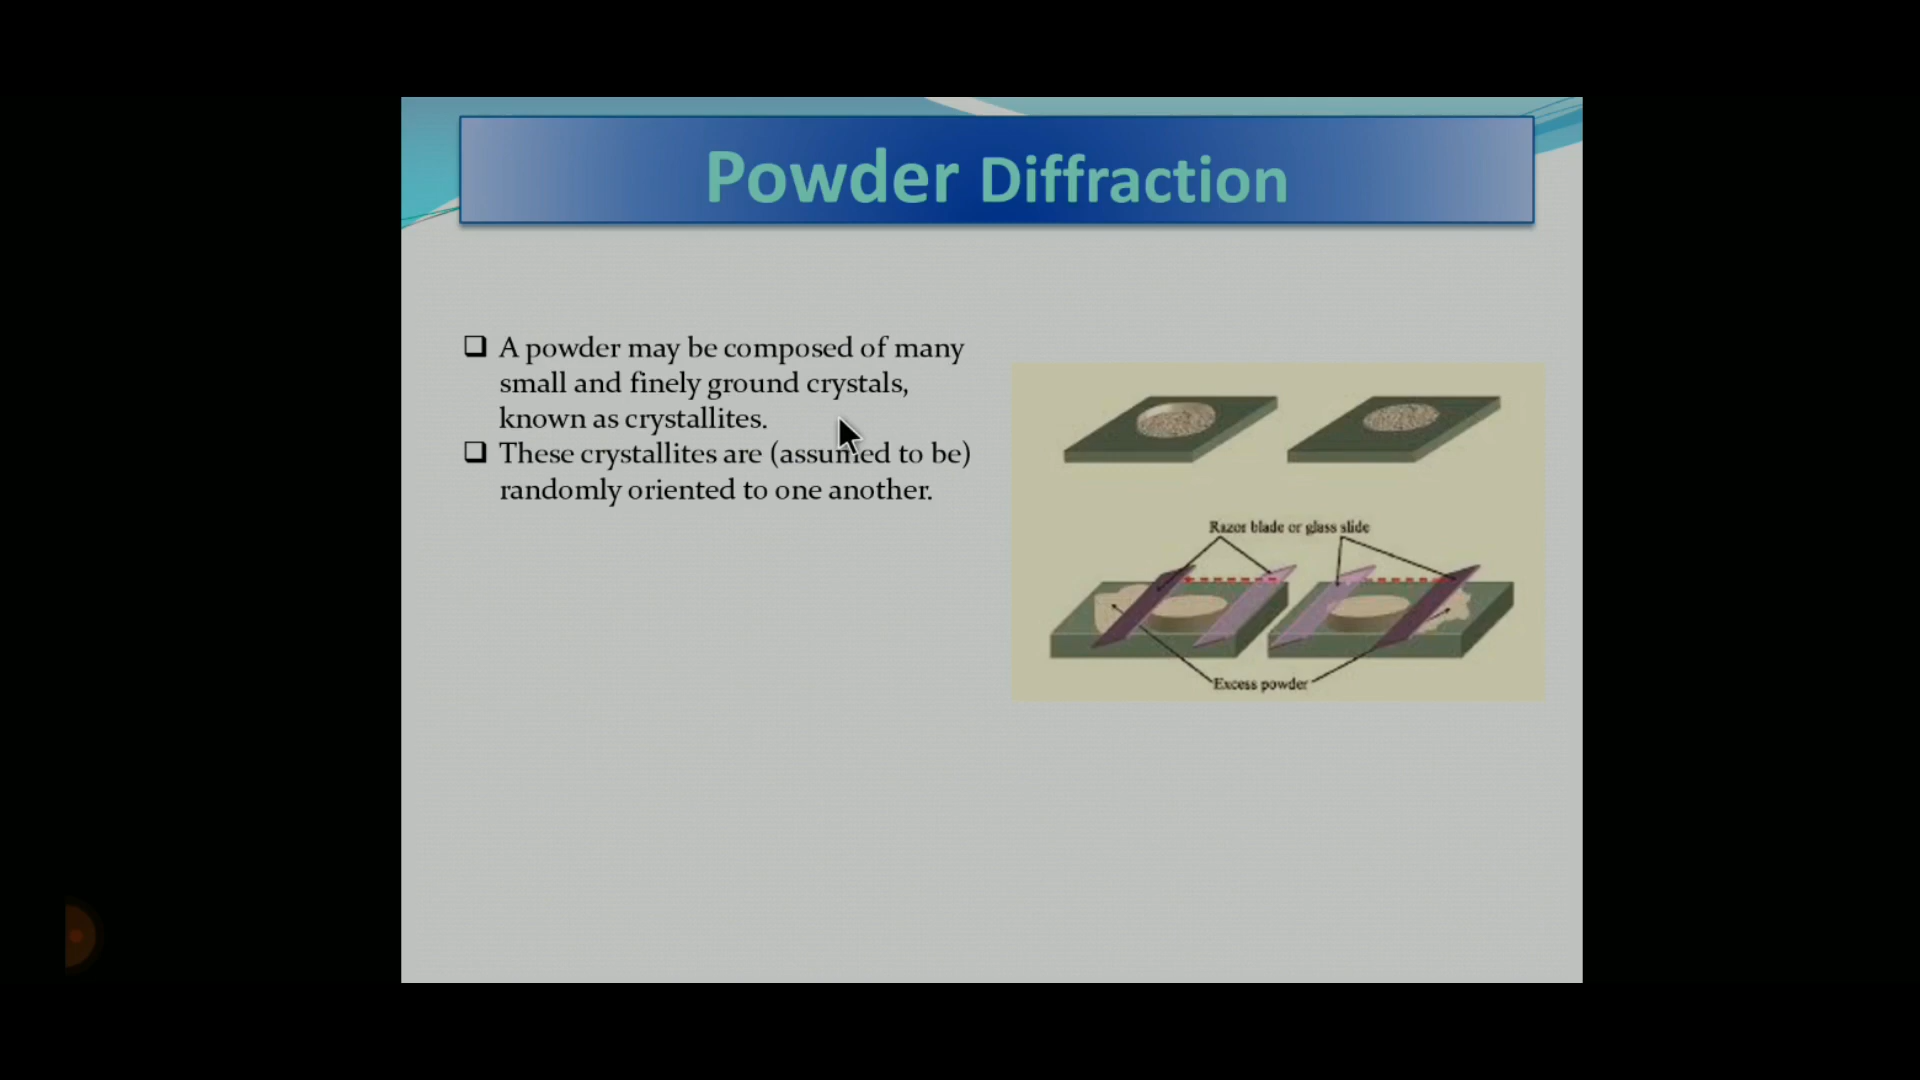 Powder Diffraction
A powder may be composed of many
small and finely ground crystals,
known as crystallites.
These crystallites are (assumed to be)
randomly oriented to one another.
Razor blade or glass slide
Excess powder